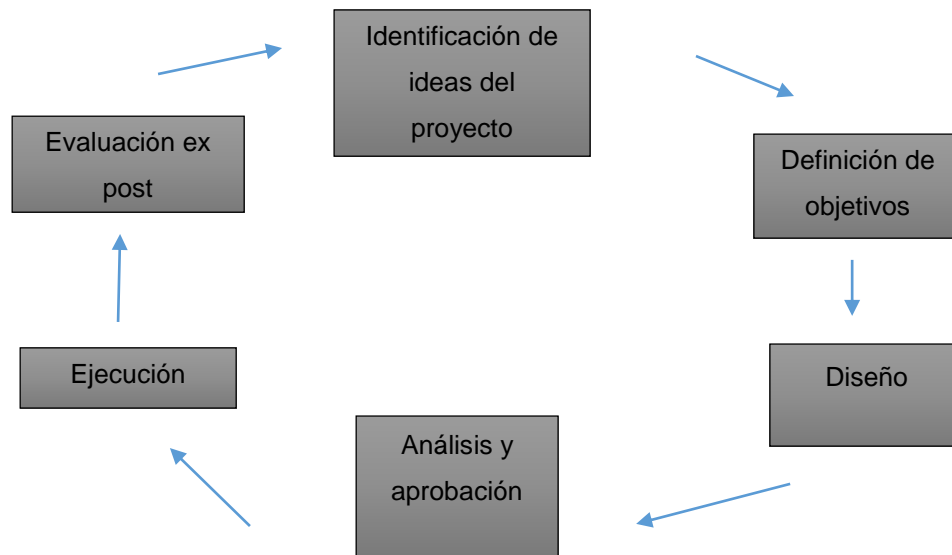 Identificación de
ideas del
proyecto
Definición de
objetivos
Diseño
Análisis y
aprobación
Ejecución
Evaluación ex
post